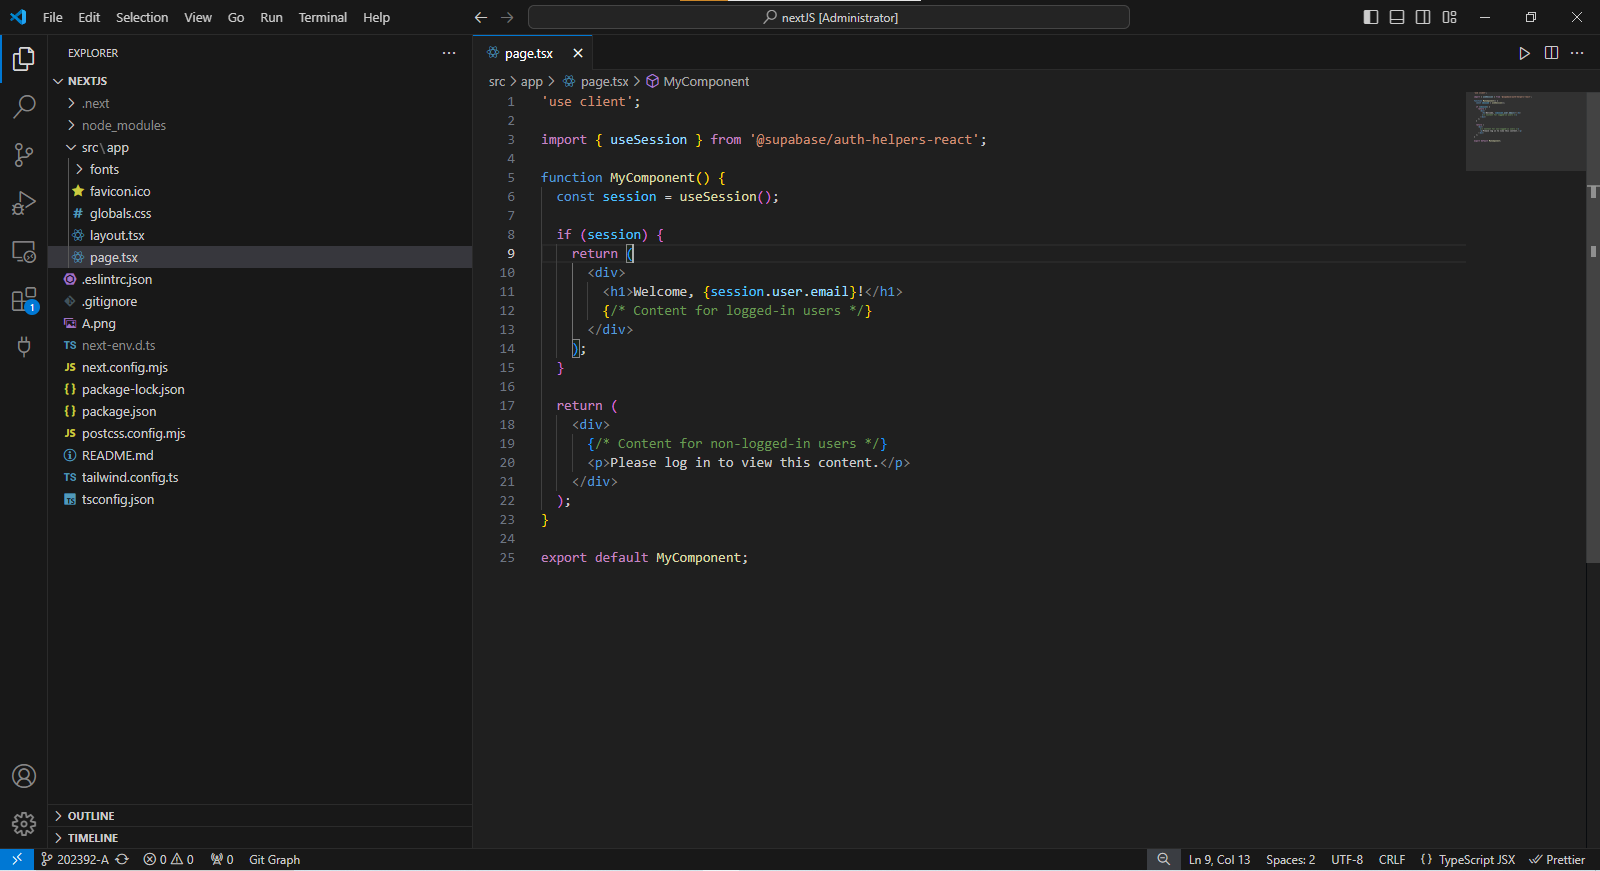 File Edit Selection View Go Run Terminal Help
nextJS [Administrator]
EXPLORER
NEXTJS
.next
node_modules
src\app
fonts
favicon.ico
# globals.css
layout.tsx
page.tsx
.eslintrc.json
.gitignore
A.png
TS next-env.d.ts
JS next.config.mjs
{} package-lock.json
{} package.json
JS postcss.config.mjs
README.md
TS tailwind.config.ts
TS tsconfig.json
OUTLINE
TIMELINE
1
page.tsx
src > app > page.tsx > MyComponent
1 'use client';
2
3 import { useSession } from '@supabase/auth-helpers-react';
4
5 function MyComponent() {
6 const session = useSession();
7
8 if (session) {
9 return (
10 <div>
11 <h1>Welcome, {session.user.email}!</h1>
12 {/* Content for logged-in users */}
13 </div>
14 );
15 }
16
17 return (
18 <div>
19 {/* Content for non-logged-in users */}
20 <p>Please log in to view this content.</p>
21 </div>
22 );
23 }
24
25 export default MyComponent;
202392-A 0 0 0 Git Graph Ln 9, Col 13 Spaces: 2 UTF-8 CRLF {} TypeScript JSX Prettier